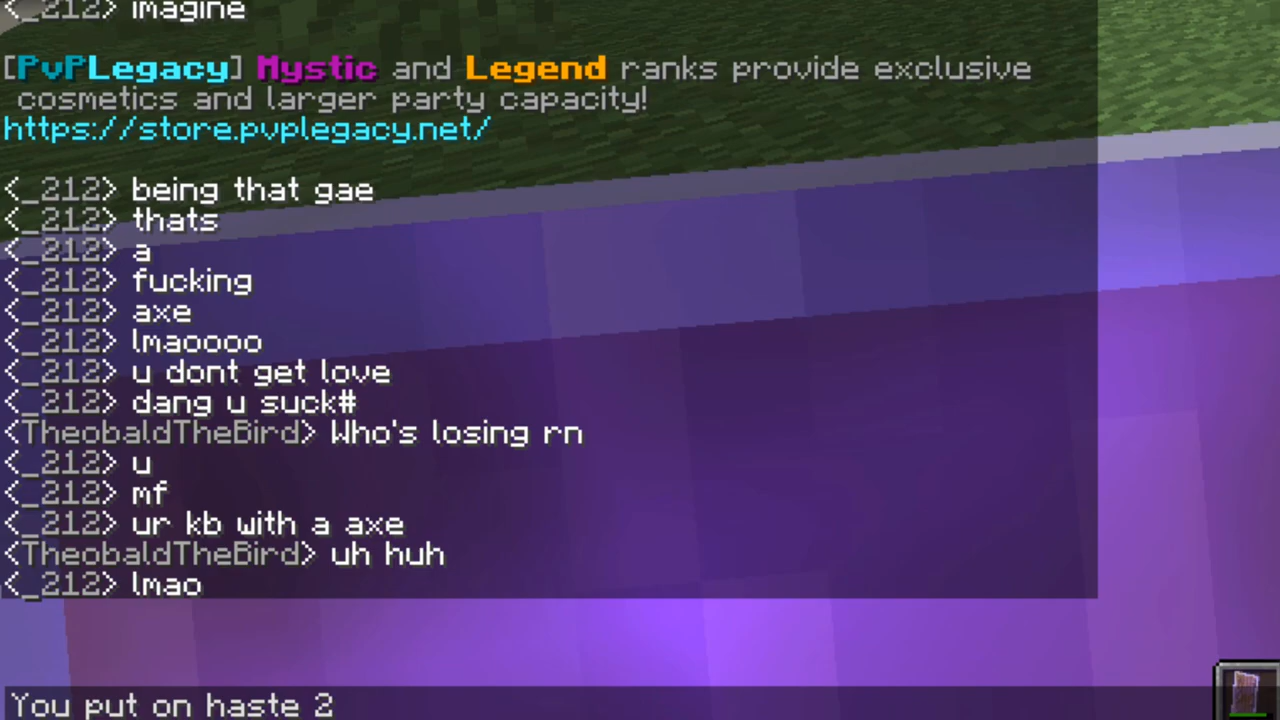 <_212> imagine
[PvPLegacy] Mystic and Legend ranks provide exclusive
cosmetics and larger party capacity!
https://store.pvplegacy.net/
<_212> being that gae
<_212> thats
<_212> a
<_212> fucking
<_212> axe
<_212> lmaoooo
<_212> u dont get love
<_212> dang u suck#
<TheobaldTheBird> Who's losing rn
<_212> u
<_212> mf
<_212> ur kb with a axe
<TheobaldTheBird> uh huh
<_212> lmao
You put on haste 2